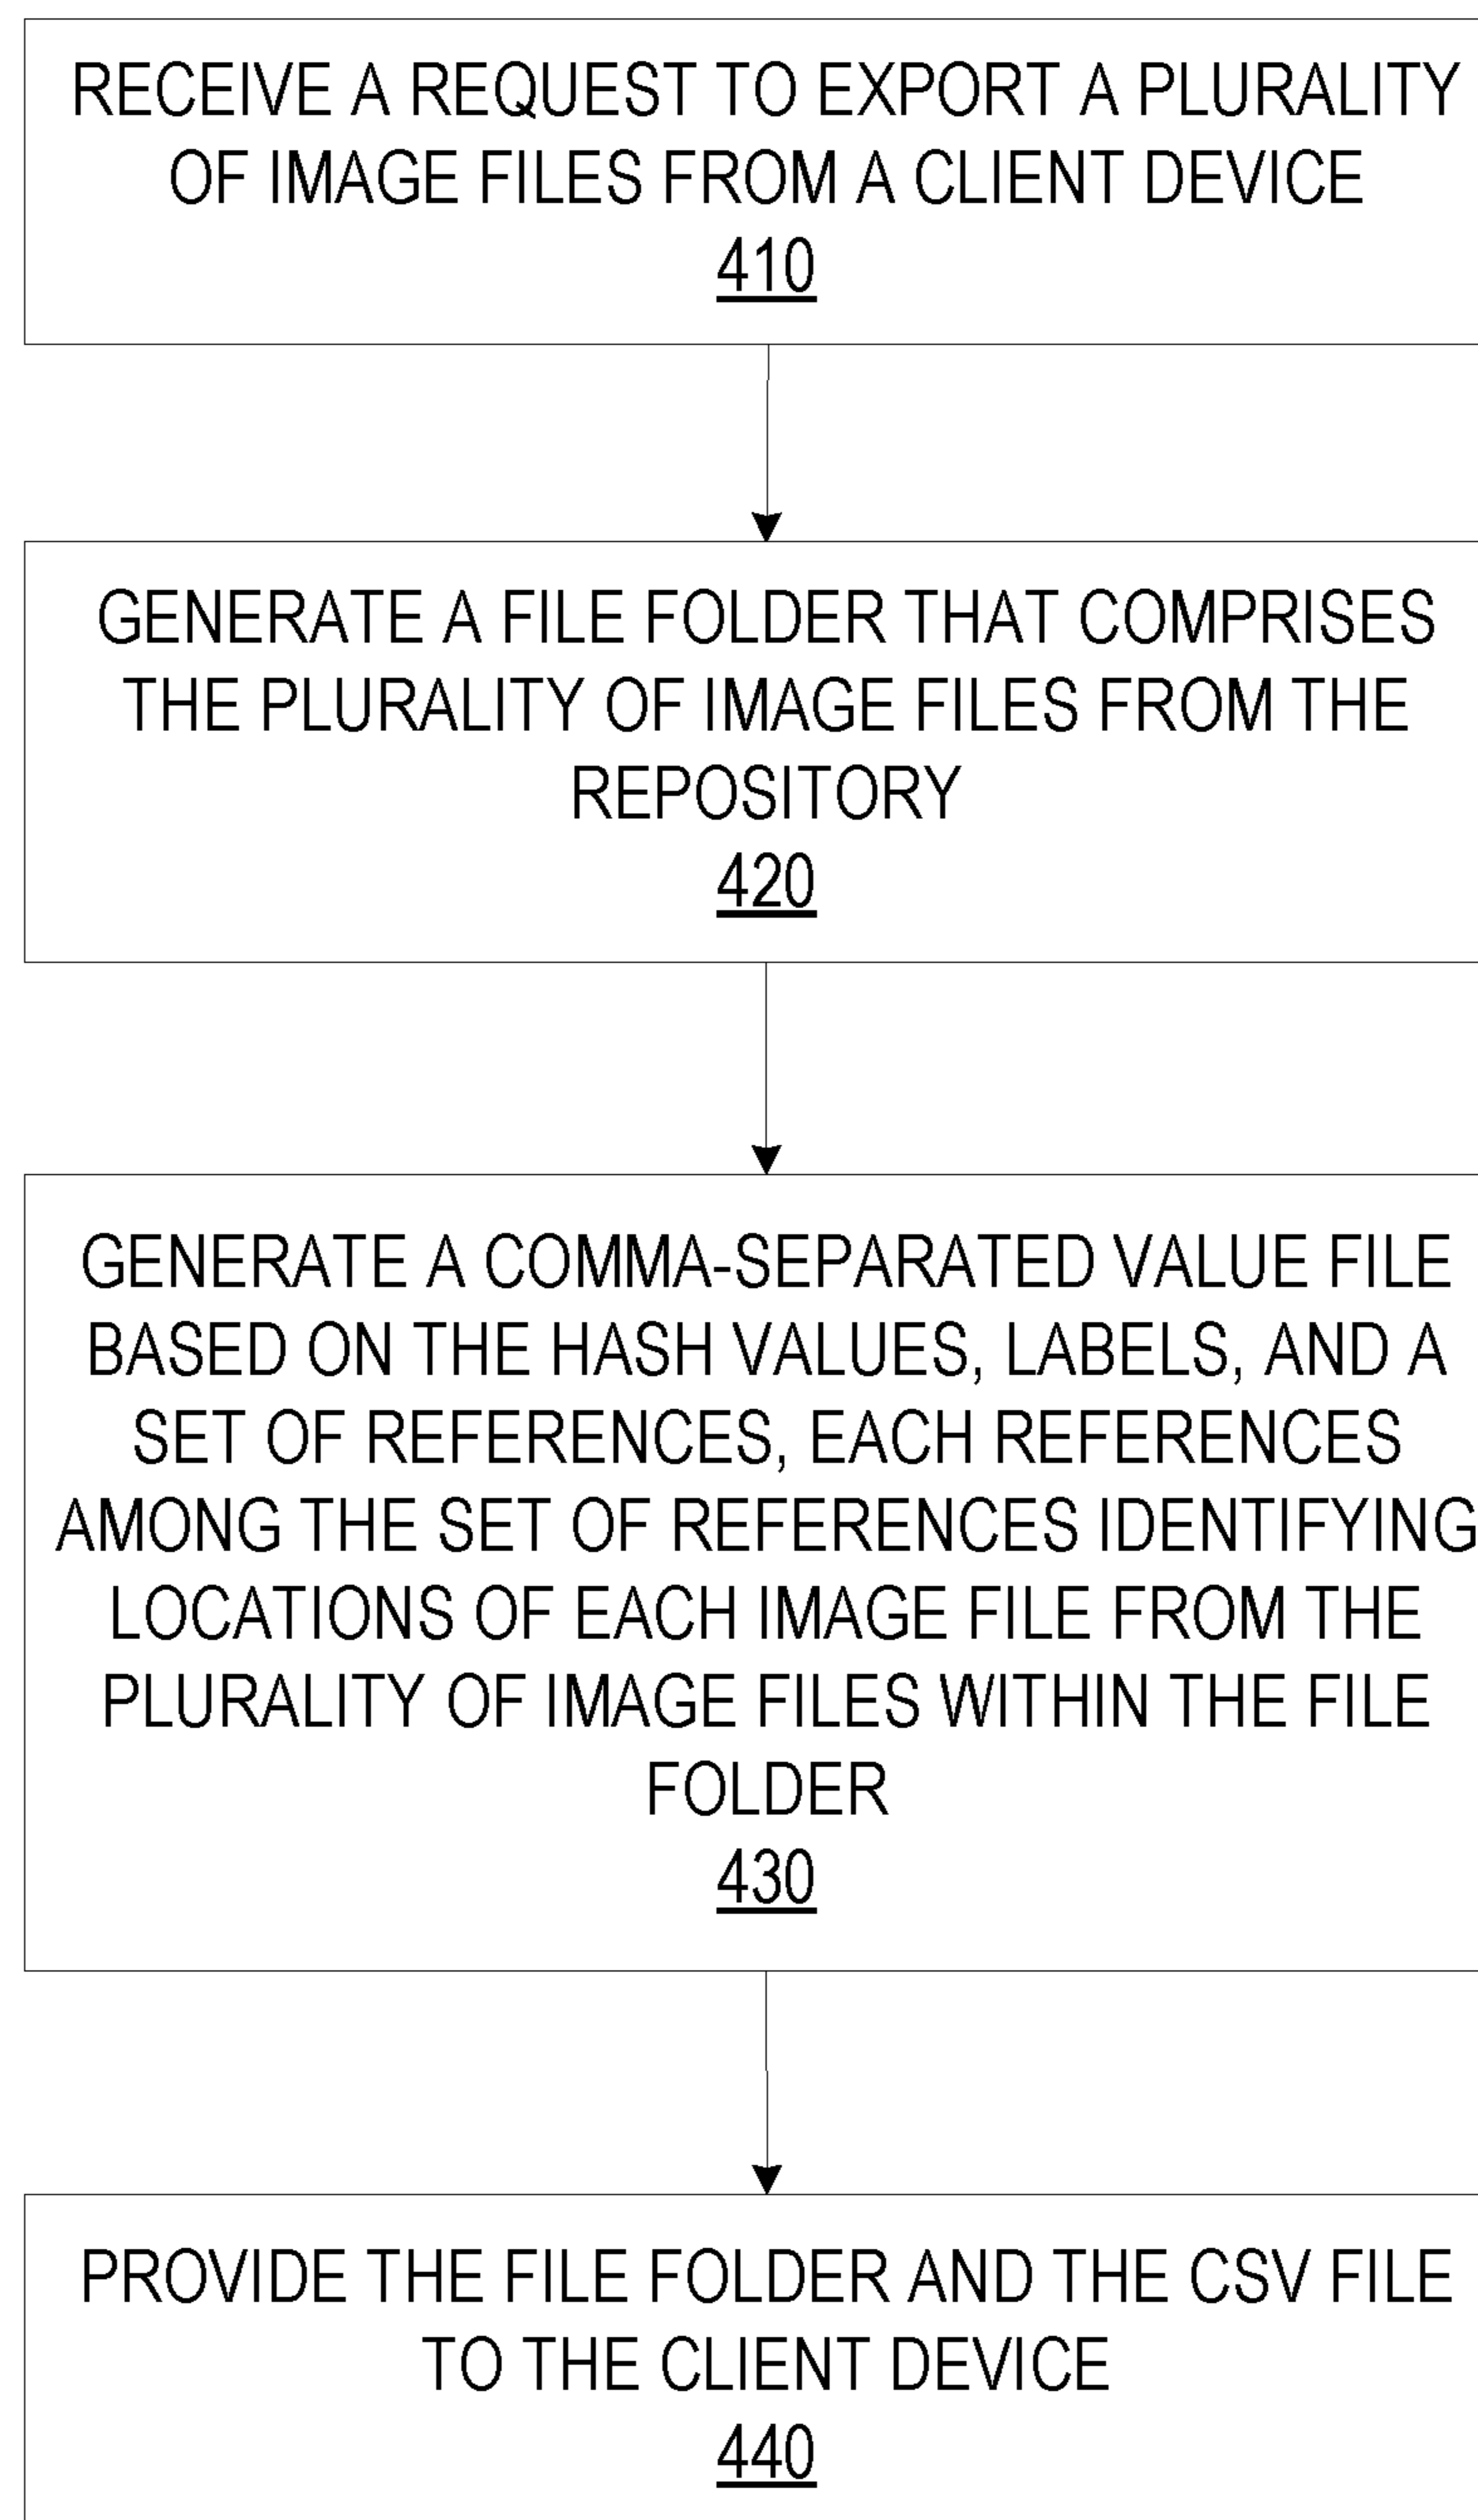 RECEIVE A REQUEST TO EXPORT A PLURALITY
OF IMAGE FILES FROM A CLIENT DEVICE
410
GENERATE A FILE FOLDER THAT COMPRISES
THE PLURALITY OF IMAGE FILES FROM THE
REPOSITORY
420
GENERATE A COMMA-SEPARATED VALUE FILE
BASED ON THE HASH VALUES, LABELS, AND A
SET OF REFERENCES, EACH REFERENCES
AMONG THE SET OF REFERENCES IDENTIFYING
LOCATIONS OF EACH IMAGE FILE FROM THE
PLURALITY OF IMAGE FILES WITHIN THE FILE
FOLDER
430
PROVIDE THE FILE FOLDER AND THE CSV FILE
TO THE CLIENT DEVICE
440